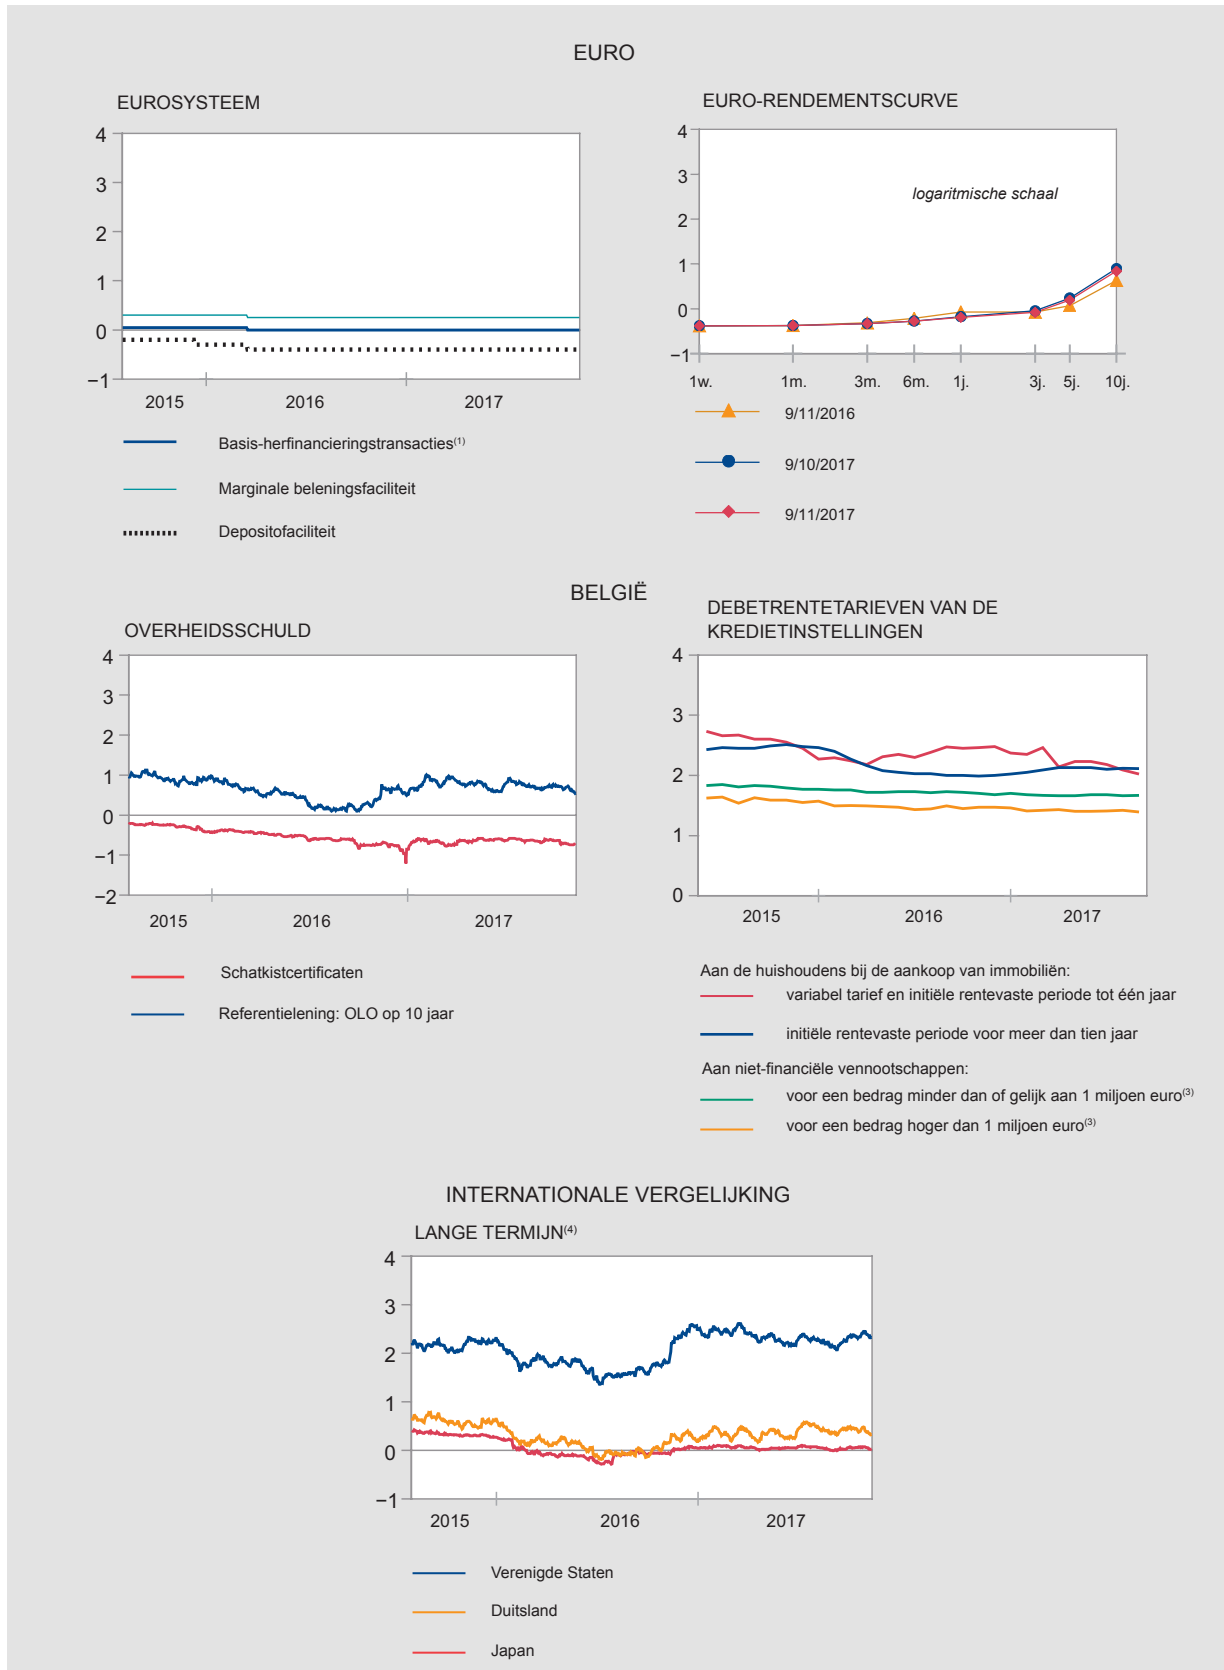 EURO
EUROSYSTEEM
4
3
2
1
0
−1
2015 2016 2017
Basis-herfinancieringstransacties(1)
Marginale beleningsfaciliteit
Depositofaciliteit
EURO-RENDEMENTSCURVE
4
3
2
1
0
−1
logaritmische schaal
1w. 1m. 3m. 6m. 1j. 3j. 5j. 10j.
9/11/2016
9/10/2017
9/11/2017
BELGIË
OVERHEIDSSCHULD
4
3
2
1
0
−1
−2
2015 2016 2017
Schatkistcertificaten
Referentielening: OLO op 10 jaar
DEBETRENTETARIEVEN VAN DE
KREDIETINSTELLINGEN
4
3
2
1
0
2015 2016 2017
Aan de huishoudens bij de aankoop van immobiliën:
variabel tarief en initiële rentevaste periode tot één jaar
initiële rentevaste periode voor meer dan tien jaar
Aan niet-financiële vennootschappen:
voor een bedrag minder dan of gelijk aan 1 miljoen euro(3)
voor een bedrag hoger dan 1 miljoen euro(3)
INTERNATIONALE VERGELIJKING
LANGE TERMIJN(4)
4
3
2
1
0
−1
2015 2016 2017
Verenigde Staten
Duitsland
Japan